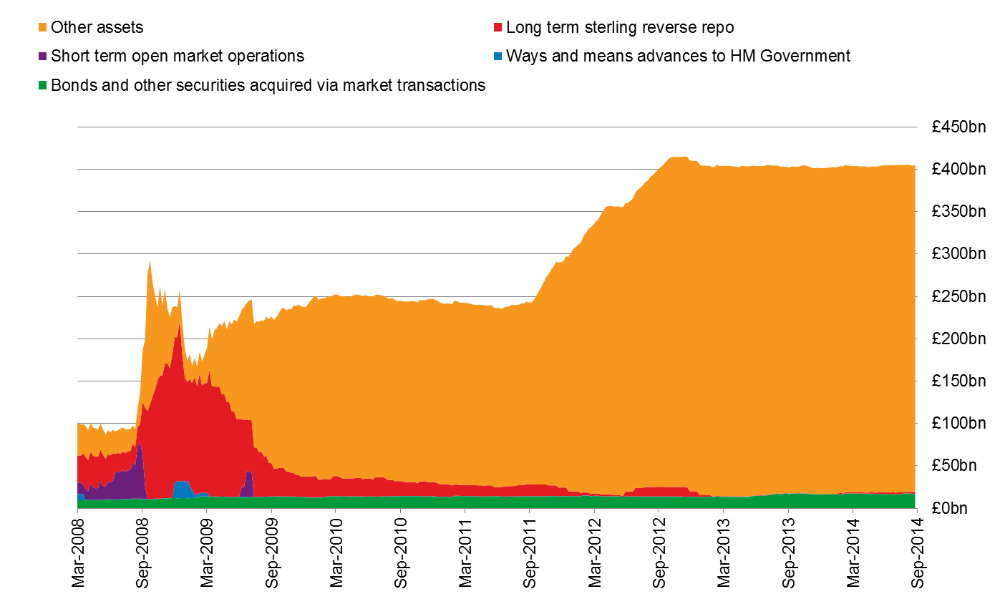 Other assets
Long term sterling reverse repo
Short term open market operations
Ways and means advances to HM Government
Bonds and other securities acquired via market transactions
£450bn
£400bn
£350bn
£300bn
£250bn
£200bn
£150bn
£100bn
£50bn
£0bn
Mar-2008
Sep-2008
Mar-2009
Sep-2009
Mar-2010
Sep-2010
Mar-2011
Sep-2011
Mar-2012
Sep-2012
Mar-2013
Sep-2013
Mar-2014
Sep-2014